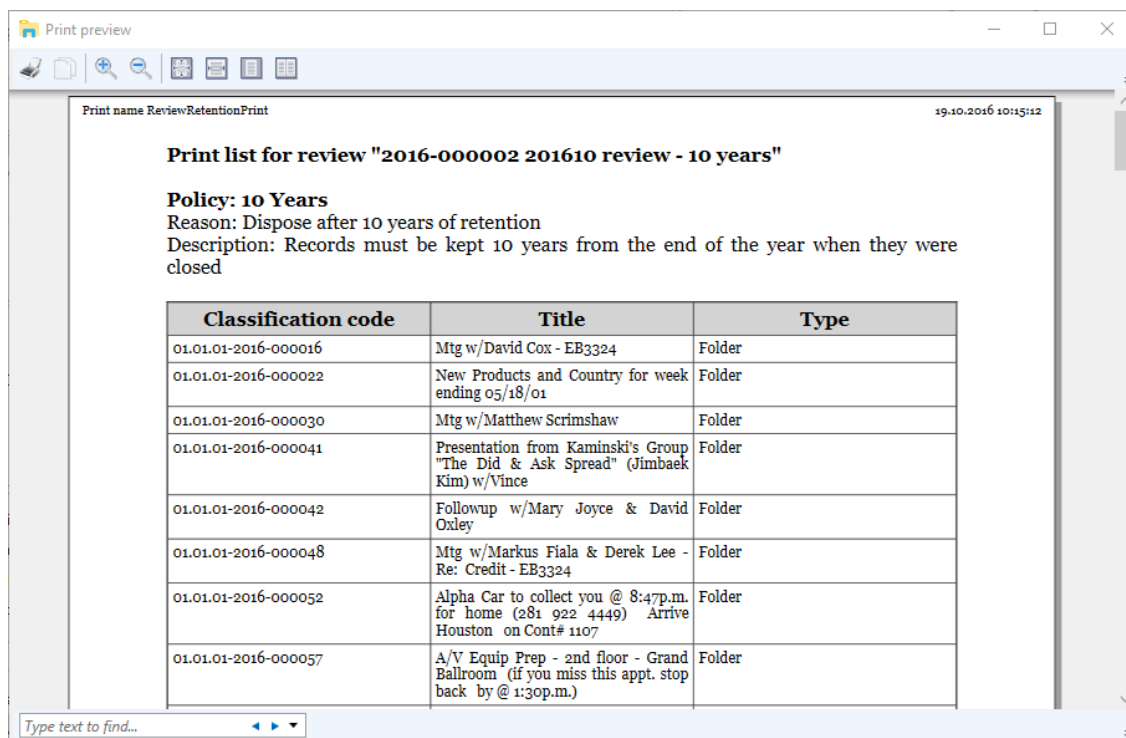 Print preview
Print name ReviewRetentionPrint 19.10.2016 10:15:12
Print list for review "2016-000002 201610 review - 10 years"
Policy: 10 Years
Reason: Dispose after 10 years of retention
Description: Records must be kept 10 years from the end of the year when they were
closed
Classification code Title Type
01.01.01-2016-000016 Mtg w/David Cox - EB3324 Folder
01.01.01-2016-000022 New Products and Country for week Folder
ending 05/18/01
01.01.01-2016-000030 Mtg w/Matthew Scrimshaw Folder
01.01.01-2016-000041 Presentation from Kaminski's Group Folder
"The Did & Ask Spread" (Jimbaek
Kim) w/Vince
01.01.01-2016-000042 Followup w/Mary Joyce & David Folder
Oxley
01.01.01-2016-000048 Mtg w/Markus Fiala & Derek Lee - Folder
Re: Credit - EB3324
01.01.01-2016-000052 Alpha Car to collect you @ 8:47p.m. Folder
for home (281 922 4449) Arrive
Houston on Cont# 1107
01.01.01-2016-000057 A/V Equip Prep - 2nd floor - Grand Folder
Ballroom (if you miss this appt. stop
back by @ 1:30p.m.)
Type text to find...